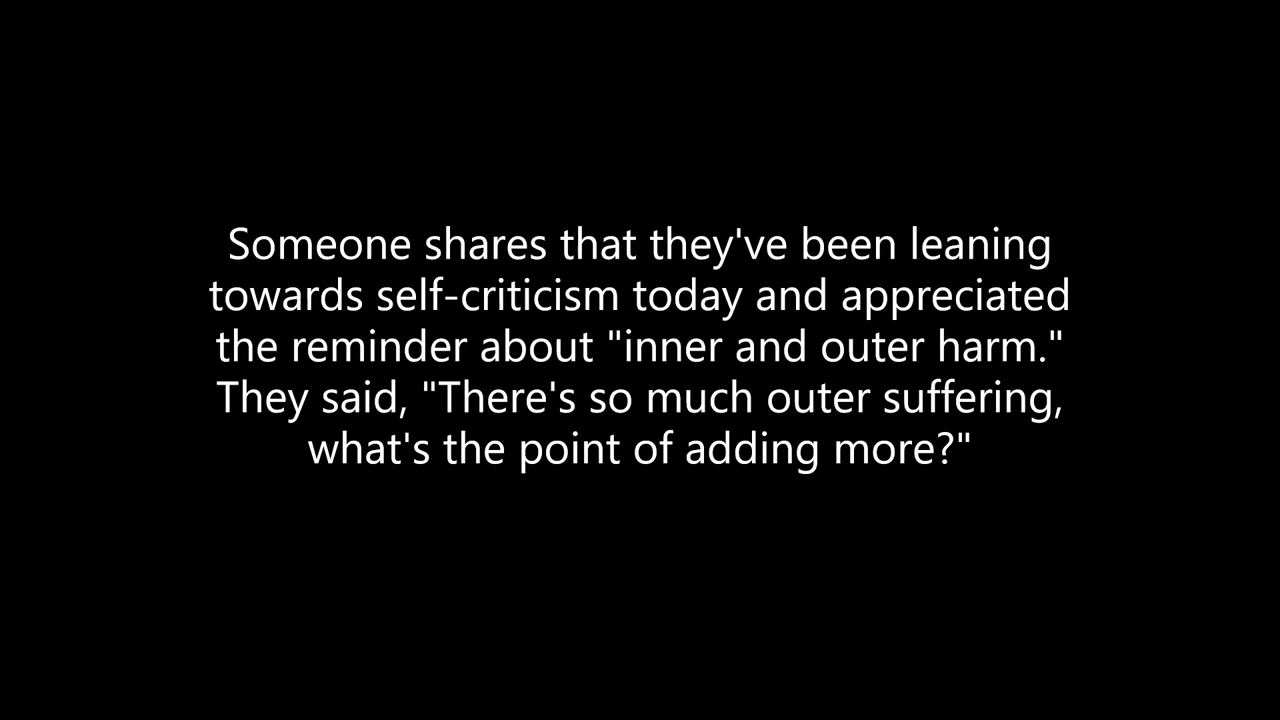 Someone shares that they've been leaning
towards self-criticism today and appreciated
the reminder about "inner and outer harm."
They said, "There's so much outer suffering,
what's the point of adding more?"